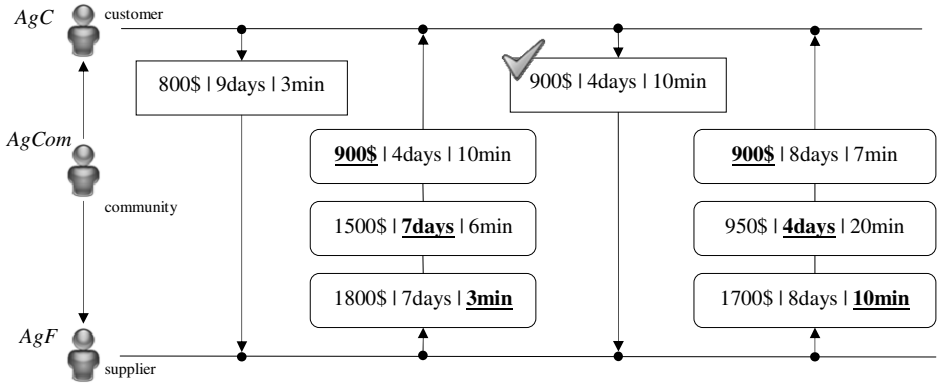 AgC
customer
800$ | 9days | 3min
900$ | 4days | 10min
AgCom
community
900$ | 4days | 10min
1500$ | 7days | 6min
1800$ | 7days | 3min
900$ | 8days | 7min
950$ | 4days | 20min
1700$ | 8days | 10min
AgF
supplier